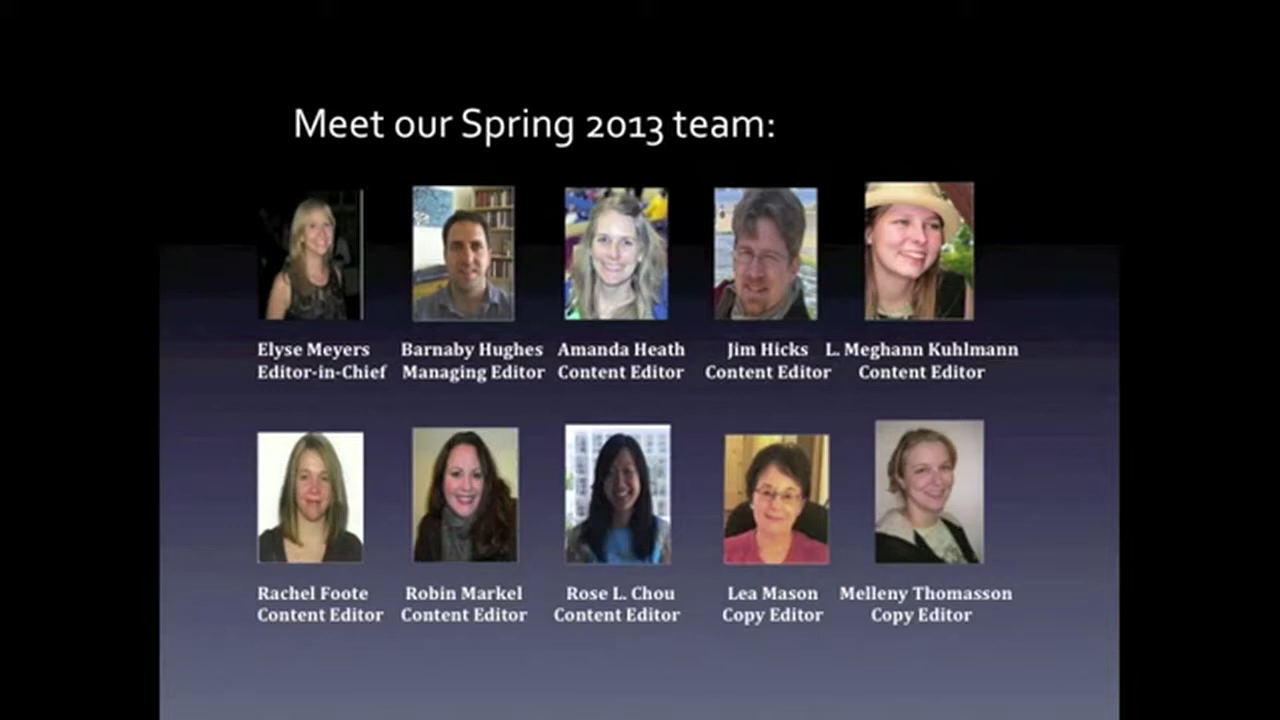 Meet our Spring 2013 team:
Elyse Meyers
Editor-in-Chief
Barnaby Hughes
Managing Editor
Amanda Heath
Content Editor
Jim Hicks
Content Editor
L. Meghann Kuhlmann
Content Editor
Rachel Foote
Content Editor
Robin Markel
Content Editor
Rose L. Chou
Content Editor
Lea Mason
Copy Editor
Melleny Thomasson
Copy Editor